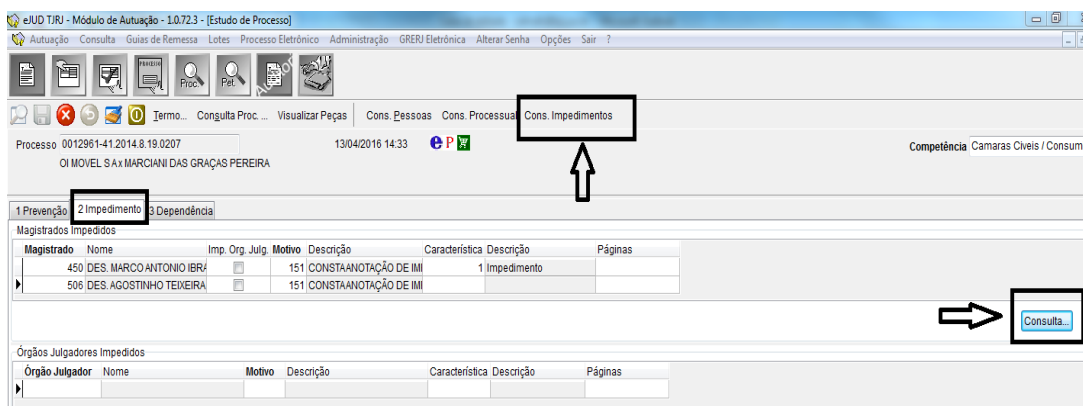 eJUD TJRJ - Módulo de Autuação - 1.0.72.3 - [Estudo de Processo]
Autuação Consulta Guias de Remessa Lotes Processo Eletrônico Administração GRERJ Eletrônica Alterar Senha Opções Sair ?
PROCESSO Proc. Pet.
Termo... Consulta Proc. ... Visualizar Peças Cons. Pessoas Cons. Processual Cons. Impedimentos
Processo 0012961-41.2014.8.19.0207 13/04/2016 14:33 e P Competência Camaras Civeis / Consum
OI MOVEL S A x MARCIANI DAS GRAÇAS PEREIRA
1 Prevenção 2 Impedimento 3 Dependência
Magistrados Impedidos
Magistrado Nome Imp. Org. Julg. Motivo Descrição Característica Descrição Páginas
450 DES. MARCO ANTONIO IBRA 151 CONSTA ANOTAÇÃO DE IMI 1 Impedimento
506 DES. AGOSTINHO TEIXEIRA 151 CONSTA ANOTAÇÃO DE IMI
Consulta...
Órgãos Julgadores Impedidos
Órgão Julgador Nome Motivo Descrição Característica Descrição Páginas